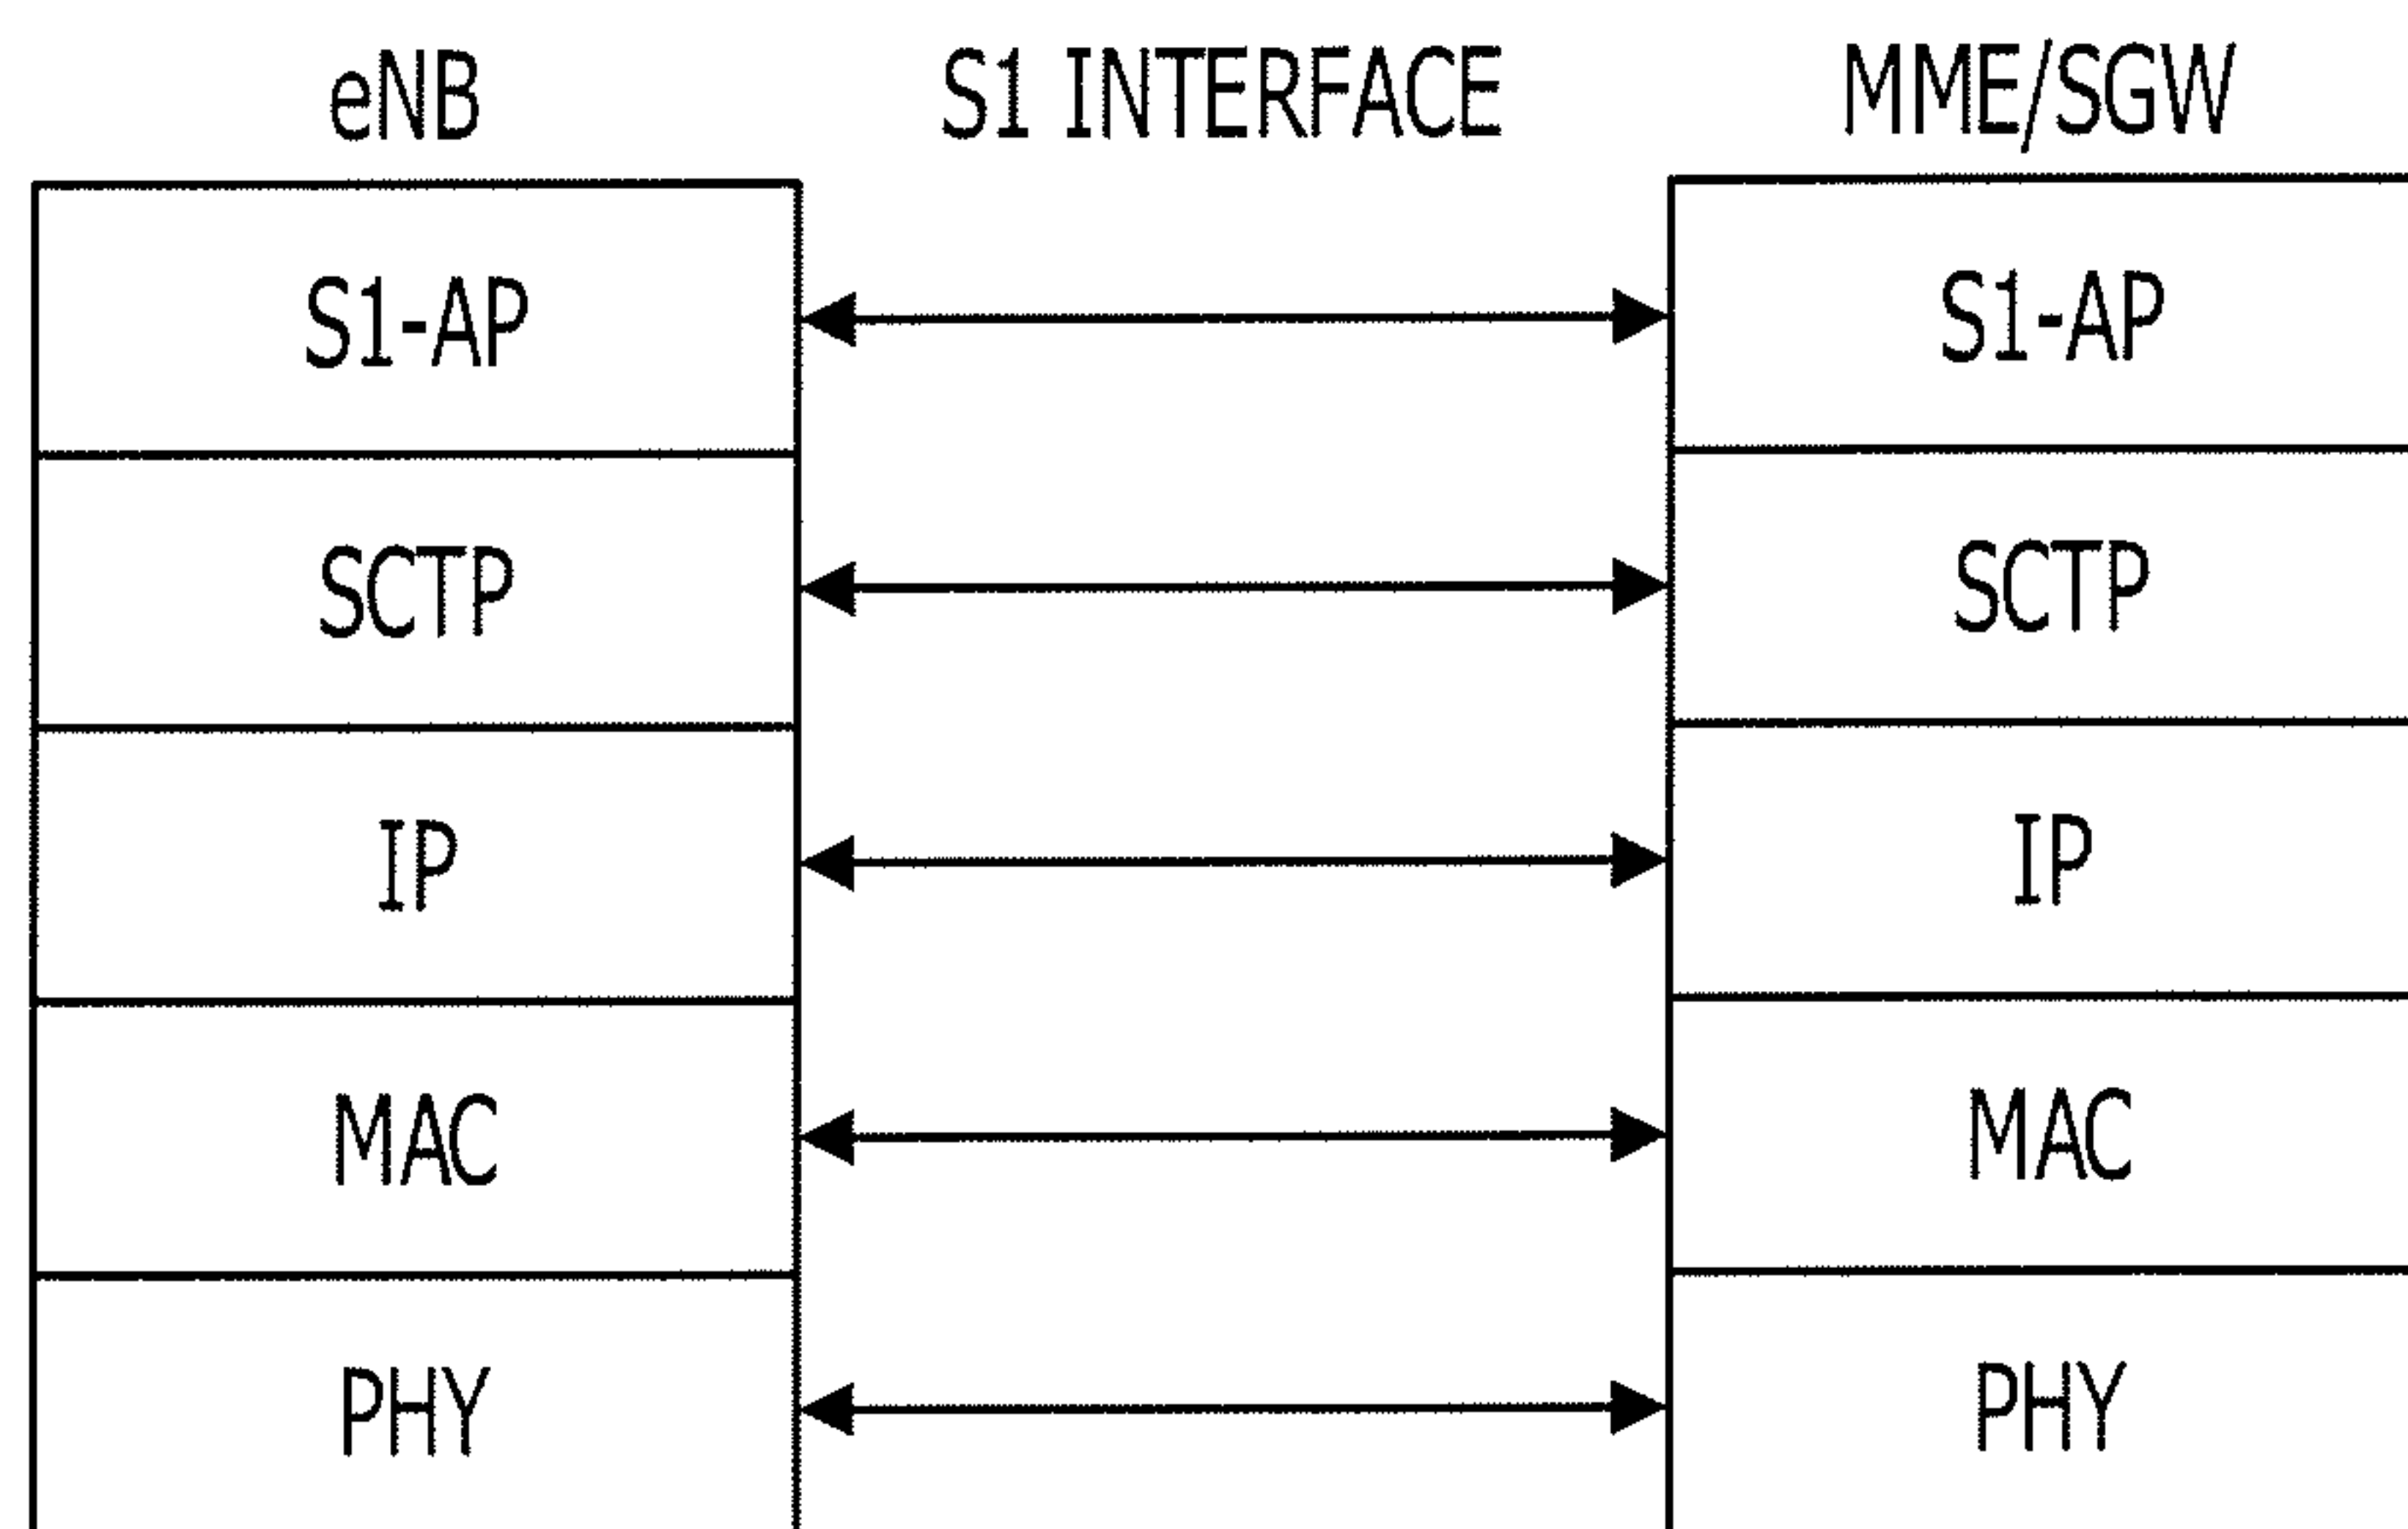 eNB S1 INTERFACE MME/SGW
S1-AP S1-AP
SCTP SCTP
IP IP
MAC MAC
PHY PHY